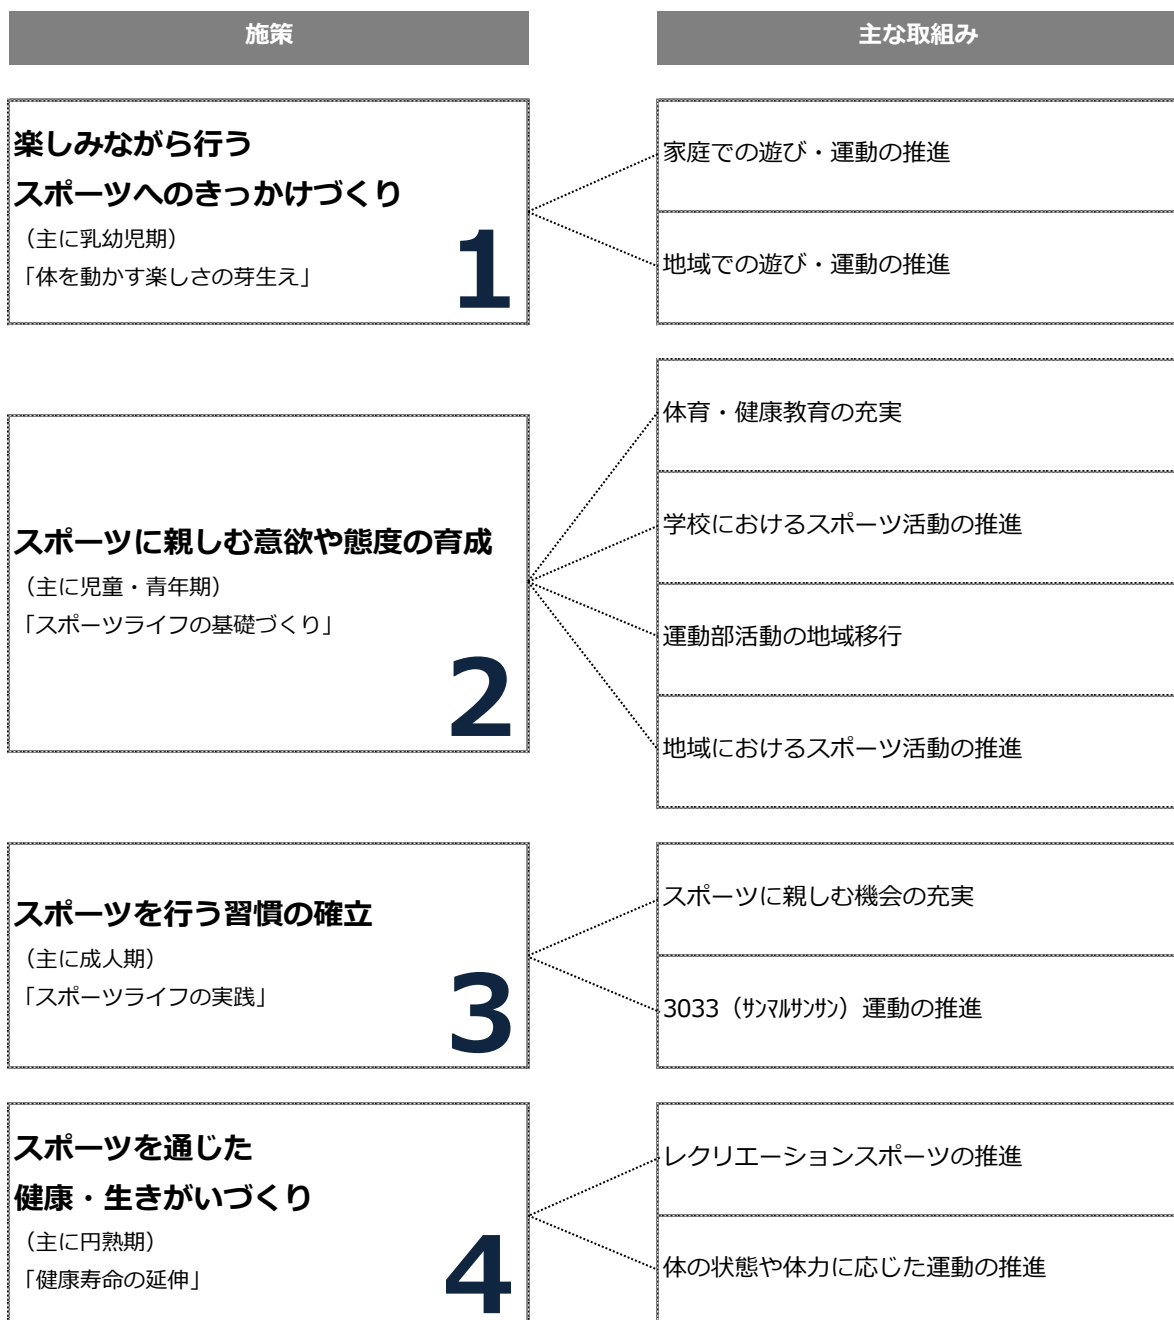 施策
主な取組み
楽しみながら行う
スポーツへのきっかけづくり
（主に乳幼児期）
「体を動かす楽しさの芽生え」
1
家庭での遊び・運動の推進
地域での遊び・運動の推進
スポーツに親しむ意欲や態度の育成
（主に児童・青年期）
「スポーツライフの基礎づくり」
2
体育・健康教育の充実
学校におけるスポーツ活動の推進
運動部活動の地域移行
地域におけるスポーツ活動の推進
スポーツを行う習慣の確立
（主に成人期）
「スポーツライフの実践」
3
スポーツに親しむ機会の充実
3033（ｻﾝﾏﾙｻﾝｻﾝ）運動の推進
スポーツを通じた
健康・生きがいづくり
（主に円熟期）
「健康寿命の延伸」
4
レクリエーションスポーツの推進
体の状態や体力に応じた運動の推進